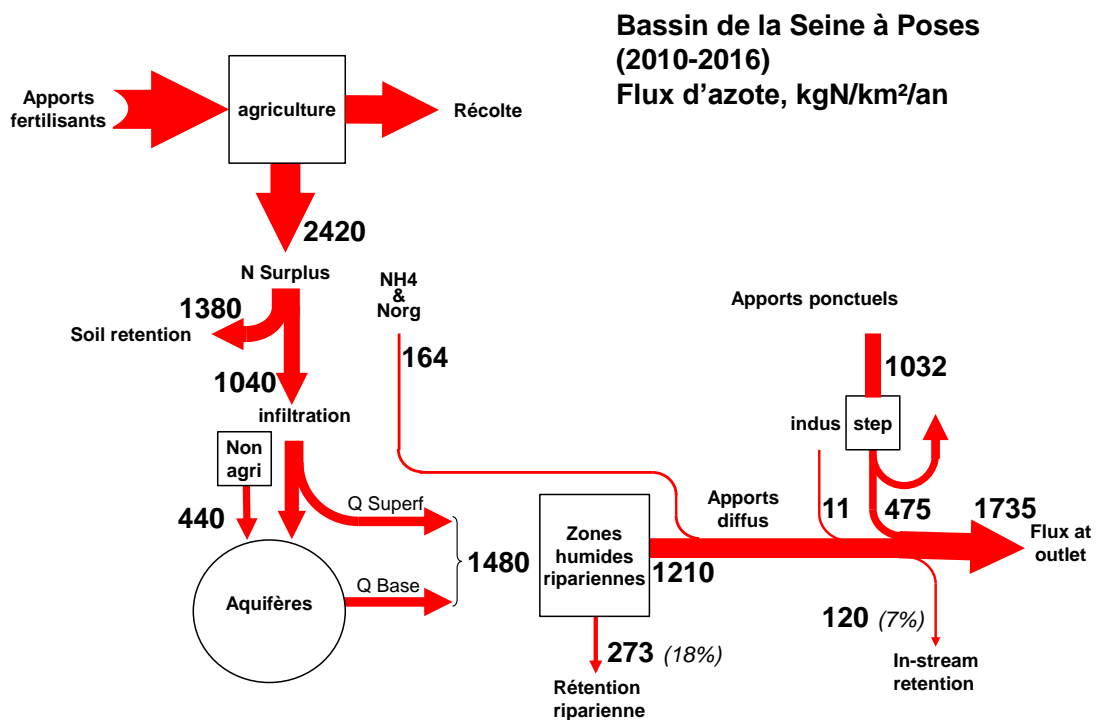 Bassin de la Seine à Poses
(2010-2016)
Flux d'azote, kgN/km²/an
Apports
fertilisants
agriculture
Récolte
2420
N Surplus
1380
Soil retention
1040
infiltration
NH4
&
Norg
164
Apports ponctuels
1032
indus
step
Non
agri
440
Q Superf
Aquifères
Q Base
1480
Zones
humides
ripariennes
1210
Apports
diffus
11
475
1735
Flux at
outlet
273 (18%)
Rétention
riparienne
120 (7%)
In-stream
retention